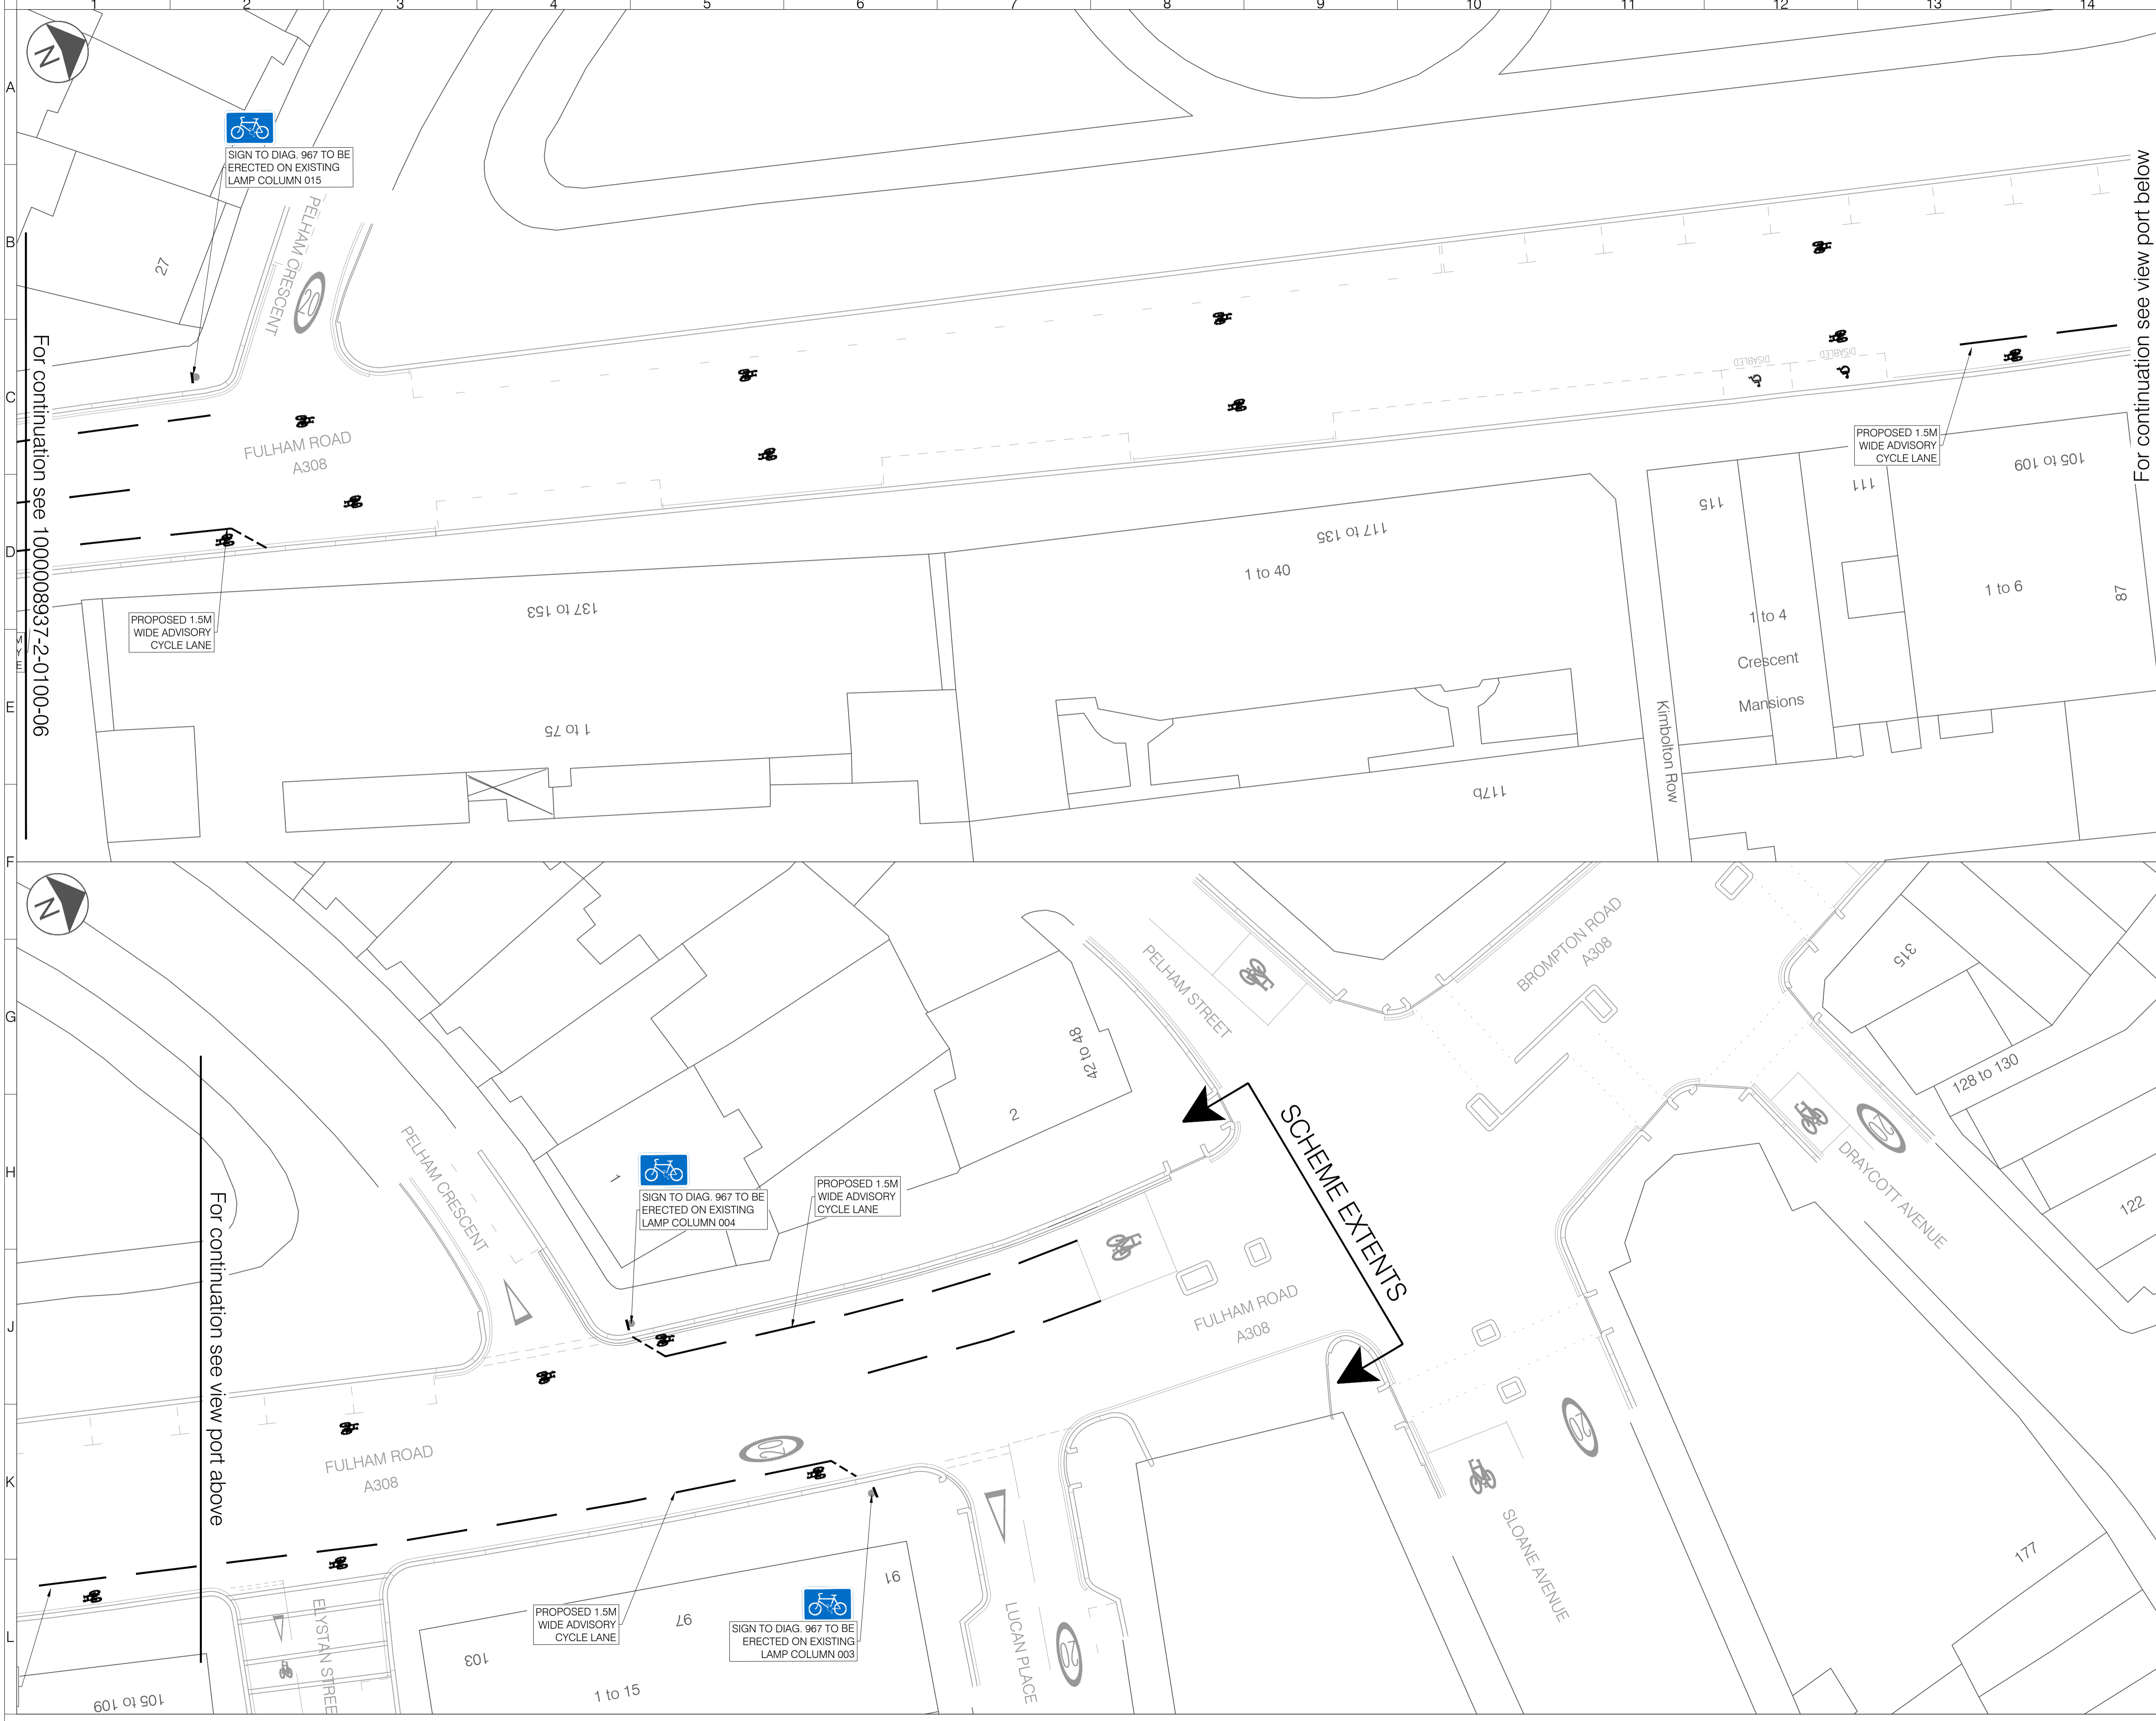 1 2 3 4 5 6 7 8 9 10 11 12 13 14
A
B
C
D
E
F
G
H
J
K
L
N
SIGN TO DIAG. 967 TO BE
ERECTED ON EXISTING
LAMP COLUMN 015
PELHAM CRESCENT
20
27
For continuation see 1000008937-2-0100-06
FULHAM ROAD
A308
PROPOSED 1.5M
WIDE ADVISORY
CYCLE LANE
M
Y
E
137 to 153
1 to 75
117 to 135
1 to 40
117b
Kimbolton Row
115
111
1 to 4
Crescent
Mansions
105 to 109
1 to 6
87
DISABLED
DISABLED
PROPOSED 1.5M
WIDE ADVISORY
CYCLE LANE
For continuation see view port below
N
For continuation see view port above
PELHAM CRESCENT
1
2
42 to 48
SIGN TO DIAG. 967 TO BE
ERECTED ON EXISTING
LAMP COLUMN 004
PROPOSED 1.5M
WIDE ADVISORY
CYCLE LANE
PELHAM STREET
BROMPTON ROAD
A308
315
128 to 130
122
177
20
DRAYCOTT AVENUE
SCHEME EXTENTS
FULHAM ROAD
A308
FULHAM ROAD
A308
20
20
SLOANE AVENUE
LUCAN PLACE
20
ELYSTAN STREE
PROPOSED 1.5M
WIDE ADVISORY
CYCLE LANE
SIGN TO DIAG. 967 TO BE
ERECTED ON EXISTING
LAMP COLUMN 003
91
97
103
1 to 15
105 to 109